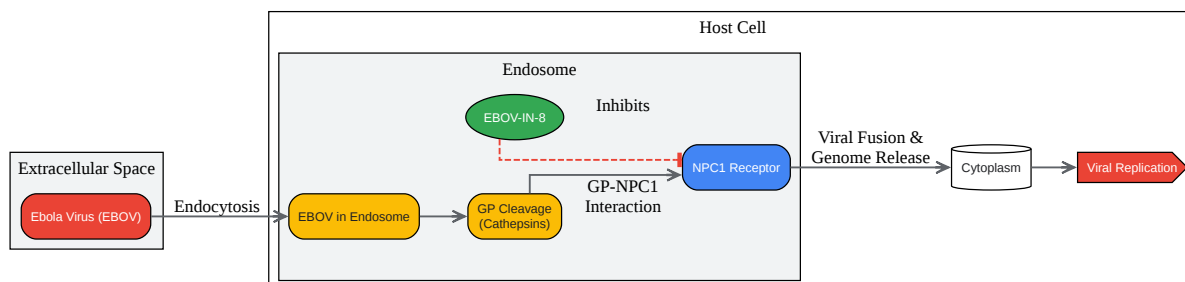 Host Cell
Endosome
EBOV-IN-8
Inhibits
Extracellular Space
Ebola Virus (EBOV)
Endocytosis
EBOV in Endosome
GP Cleavage
(Cathepsins)
GP-NPC1
Interaction
NPC1 Receptor
Viral Fusion &
Genome Release
Cytoplasm
Viral Replication